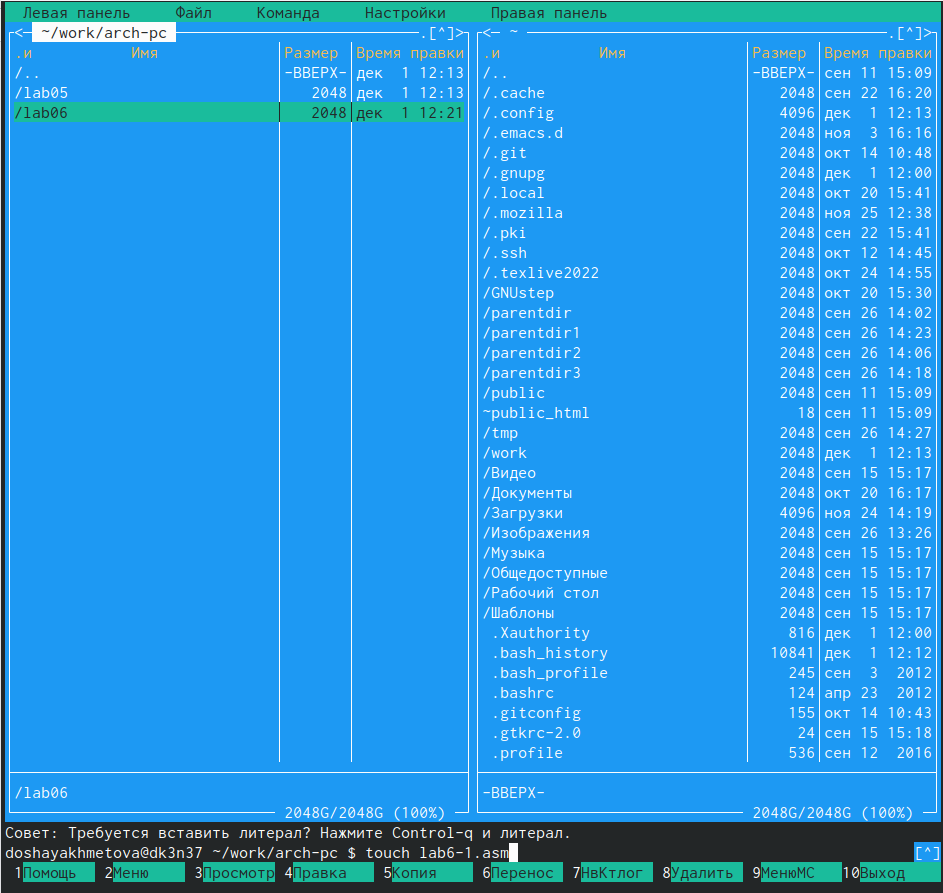 Левая панель Файл Команда Настройки Правая панель
<— ~/work/arch-pc .[^]>
.и Имя Размер Время правки
/.. -ВВЕРХ- дек 1 12:13
/lab05 2048 дек 1 12:13
/lab06 2048 дек 1 12:21
/lab06
2048G/2048G (100%)
<— ~ .[^]>
.и Имя Размер Время правки
/.. -ВВЕРХ- сен 11 15:09
/.cache 2048 сен 22 16:20
/.config 4096 дек 1 12:13
/.emacs.d 2048 ноя 3 16:16
/.git 2048 окт 14 10:48
/.gnupg 2048 дек 1 12:00
/.local 2048 окт 20 15:41
/.mozilla 2048 ноя 25 12:38
/.pki 2048 сен 22 15:41
/.ssh 2048 окт 12 14:45
/.texlive2022 2048 окт 24 14:55
/GNUstep 2048 окт 20 15:30
/parentdir 2048 сен 26 14:02
/parentdir1 2048 сен 26 14:23
/parentdir2 2048 сен 26 14:06
/parentdir3 2048 сен 26 14:18
/public 2048 сен 11 15:09
~public_html 18 сен 11 15:09
/tmp 2048 сен 26 14:27
/work 2048 дек 1 12:13
/Видео 2048 сен 15 15:17
/Документы 2048 окт 20 16:17
/Загрузки 4096 ноя 24 14:19
/Изображения 2048 сен 26 13:26
/Музыка 2048 сен 15 15:17
/Общедоступные 2048 сен 15 15:17
/Рабочий стол 2048 сен 15 15:17
/Шаблоны 2048 сен 15 15:17
.Xauthority 816 дек 1 12:00
.bash_history 10841 дек 1 12:12
.bash_profile 245 сен 3 2012
.bashrc 124 апр 23 2012
.gitconfig 155 окт 14 10:43
.gtkrc-2.0 24 сен 15 15:18
.profile 536 сен 12 2016
-ВВЕРХ-
2048G/2048G (100%)
Совет: Требуется вставить литерал? Нажмите Control-q и литерал.
doshayakhmetova@dk3n37 ~/work/arch-pc $ touch lab6-1.asm [^]
1Помощь 2Меню 3Просмотр 4Правка 5Копия 6Перенос 7НвКтлог 8Удалить 9МенюМС 10Выход